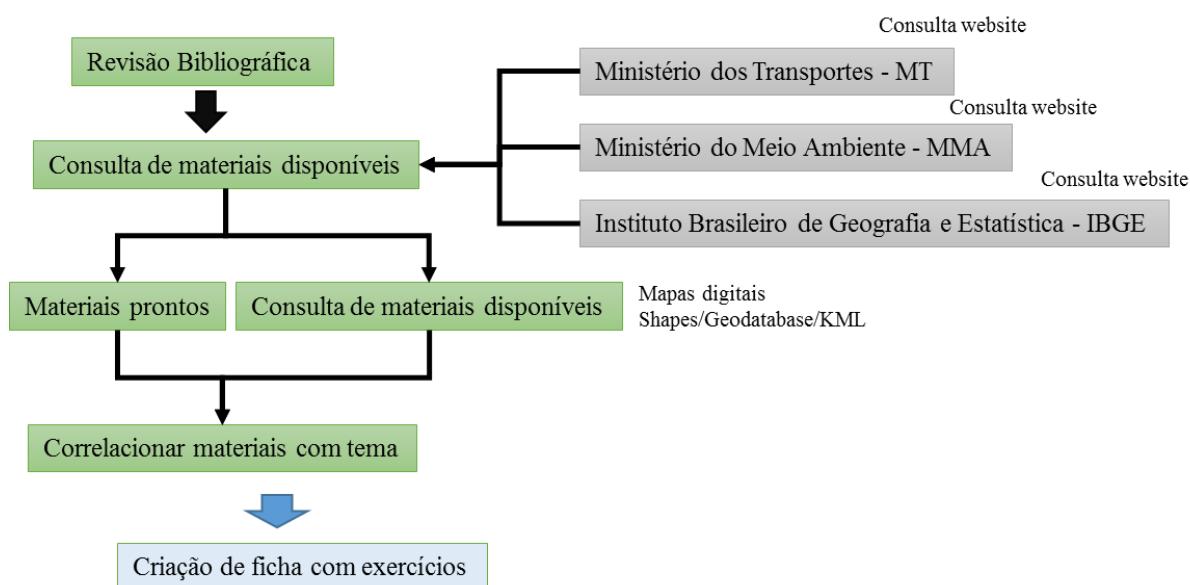 Consulta website
Revisão Bibliográfica
Ministério dos Transportes - MT
Consulta website
Consulta de materiais disponíveis
Ministério do Meio Ambiente - MMA
Consulta website
Instituto Brasileiro de Geografia e Estatística - IBGE
Materiais prontos
Consulta de materiais disponíveis
Mapas digitais
Shapes/Geodatabase/KML
Correlacionar materiais com tema
Criação de ficha com exercícios